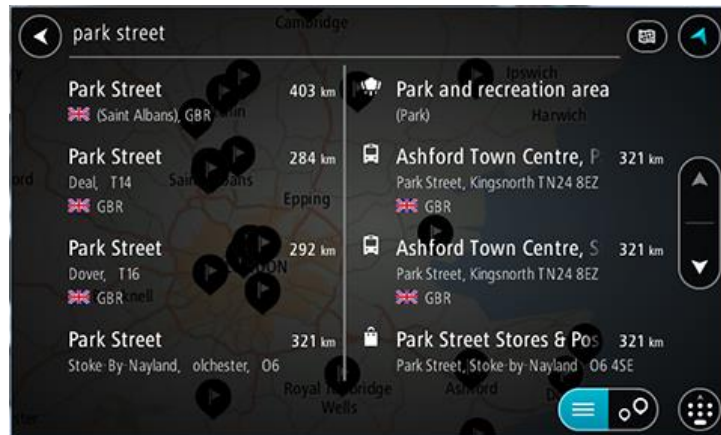 park street
Park Street
403 km
(Saint Albans), GBR
Park Street
284 km
Deal, T14
GBR
Park Street
292 km
Dover, T16
GBR
Park Street
321 km
Stoke-By-Nayland, olchester, O6
Park and recreation area
(Park)
Ashford Town Centre, P
321 km
Park Street, Kingsnorth TN24 8EZ
GBR
Ashford Town Centre, S
321 km
Park Street, Kingsnorth TN24 8EZ
GBR
Park Street Stores & Pos
321 km
Park Street, Stoke-by-Nayland O6 4SE
Cambridge
Ipswich
Harwich
Epping
Royal Tunbridge
Wells
Ashford